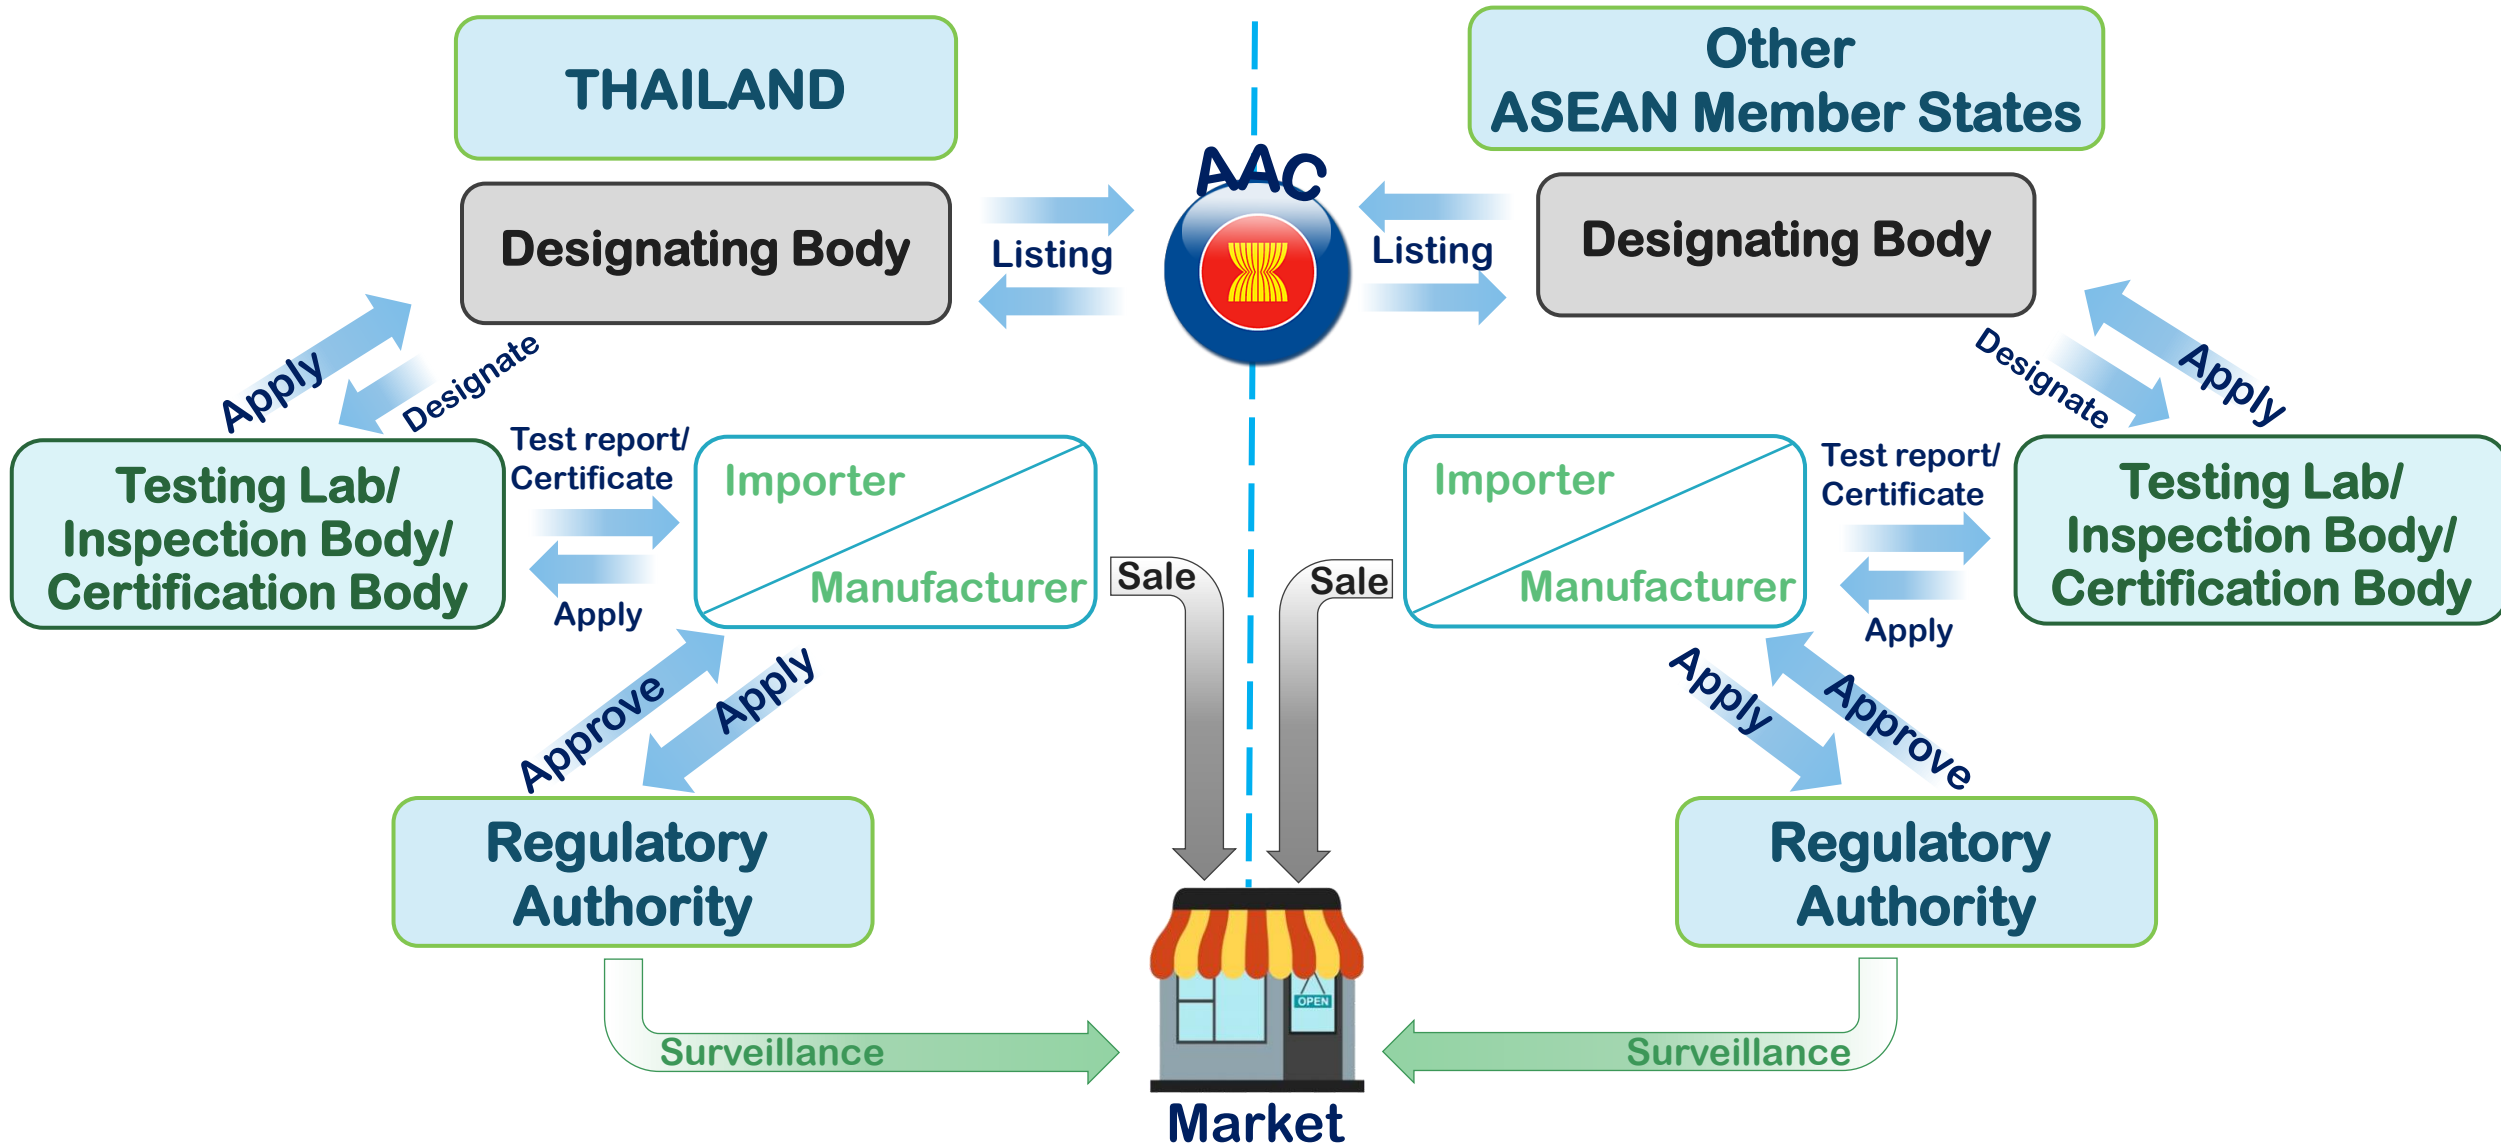 THAILAND
Other
ASEAN Member States
AAC
Designating Body
Listing
Listing
Designating Body
Apply
Designate
Designate
Apply
Testing Lab/
Inspection Body/
Certification Body
Test report/
Certificate
Apply
Importer
Manufacturer
Sale
Sale
Importer
Manufacturer
Test report/
Certificate
Apply
Testing Lab/
Inspection Body/
Certification Body
Approve
Apply
Apply
Approve
Regulatory
Authority
Regulatory
Authority
OPEN
Surveillance
Surveillance
Market